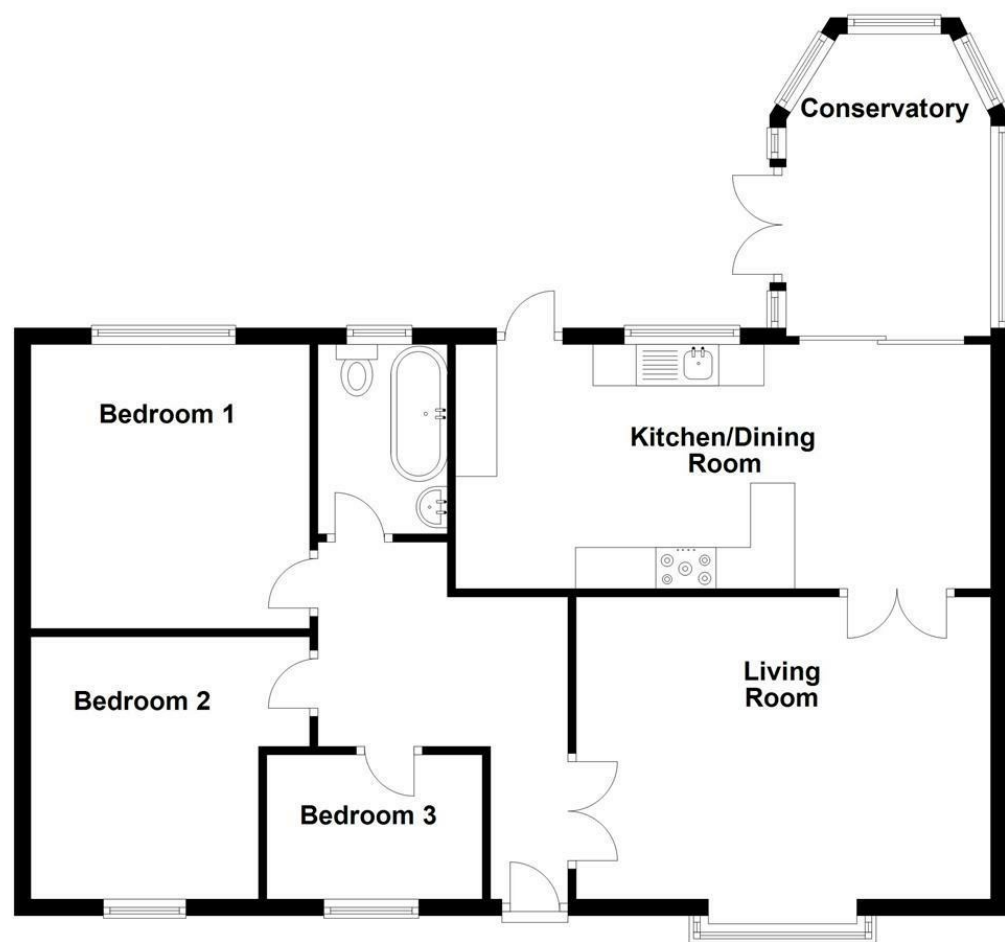 Conservatory
Bedroom 1
Kitchen/Dining
Room
Bedroom 2
Living
Room
Bedroom 3